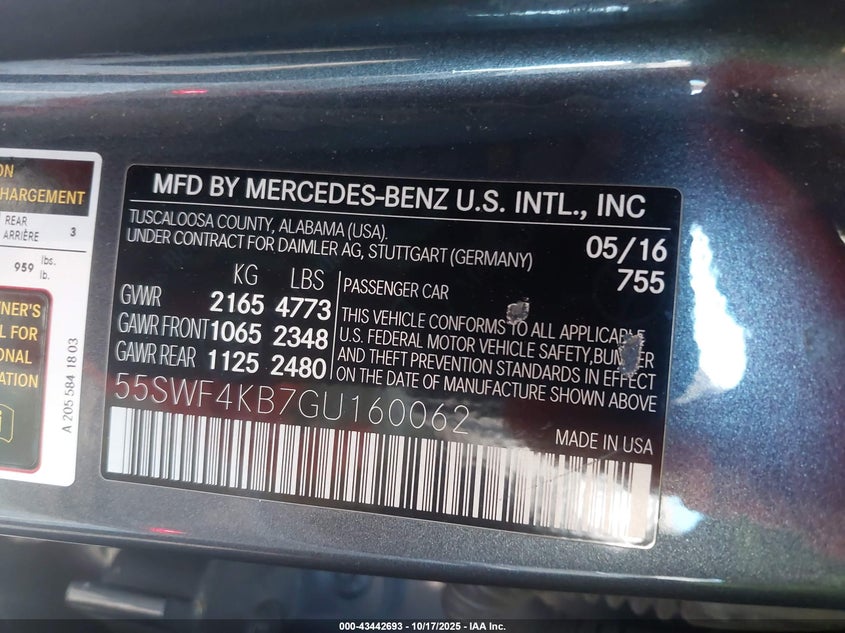 ON
CHARGEMENT
REAR
ARRIÈRE 3
959 lbs.
lb.
NER'S
L FOR
ONAL
ATION
A 205 584 18 03
MFD BY MERCEDES-BENZ U.S. INTL., INC
TUSCALOOSA COUNTY, ALABAMA (USA). 05/16
UNDER CONTRACT FOR DAIMLER AG, STUTTGART (GERMANY) 755
KG LBS
GVWR 2165 4773
GAWR FRONT 1065 2348
GAWR REAR 1125 2480
PASSENGER CAR
THIS VEHICLE CONFORMS TO ALL APPLICABLE
U.S. FEDERAL MOTOR VEHICLE SAFETY, BUMPER
AND THEFT PREVENTION STANDARDS IN EFFECT
ON THE DATE OF MANUFACTURE SHOWN ABOVE
55SWF4KB7GU160062
MADE IN USA
000-43442693 - 10/17/2025 - IAA Inc.